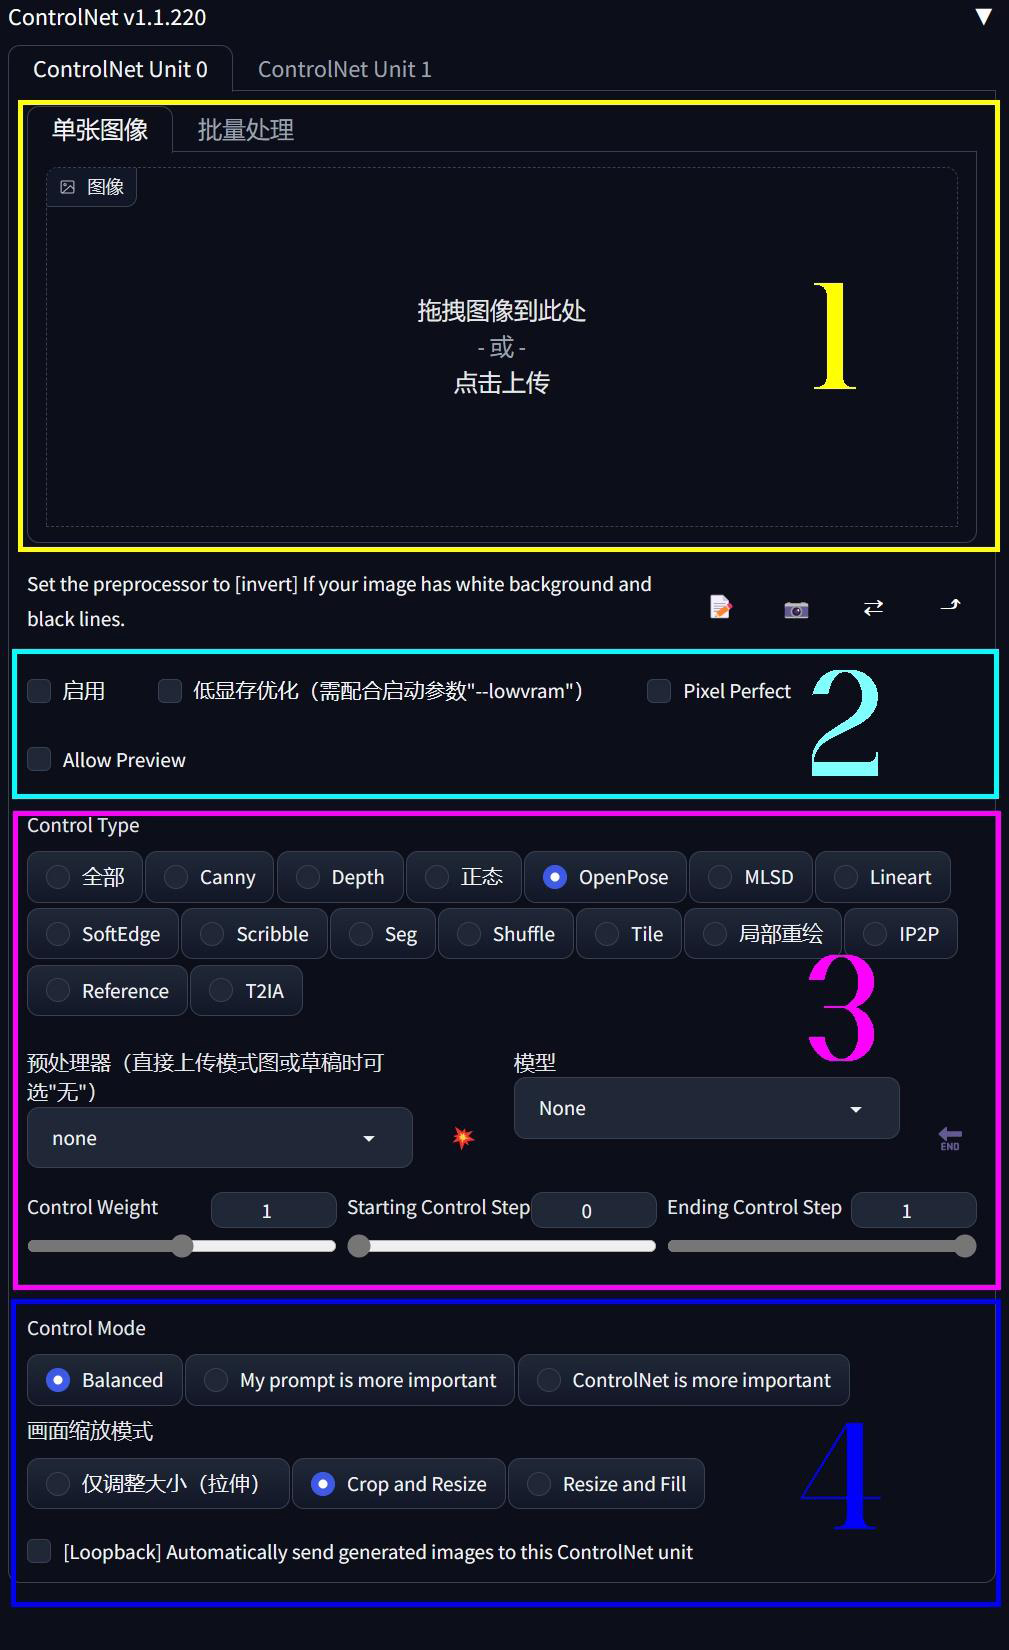 ControlNet v1.1.220 ▼
ControlNet Unit 0 ControlNet Unit 1
单张图像 批量处理
图像
拖拽图像到此处
- 或 -
点击上传
1
Set the preprocessor to [invert] If your image has white background and
black lines.
启用 低显存优化（需配合启动参数"--lowvram"） Pixel Perfect
Allow Preview
2
Control Type
全部 Canny Depth 正态 OpenPose MLSD Lineart
SoftEdge Scribble Seg Shuffle Tile 局部重绘 IP2P
Reference T2IA
3
预处理器（直接上传模式图或草稿时可
选"无"）
none
模型
None
END
Control Weight 1 Starting Control Step 0 Ending Control Step 1
Control Mode
Balanced My prompt is more important ControlNet is more important
画面缩放模式
仅调整大小（拉伸） Crop and Resize Resize and Fill
4
[Loopback] Automatically send generated images to this ControlNet unit